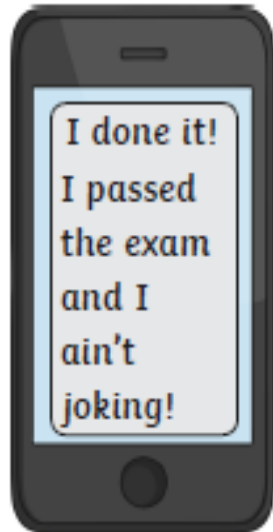 I done it!
I passed
the exam
and I
ain't
joking!